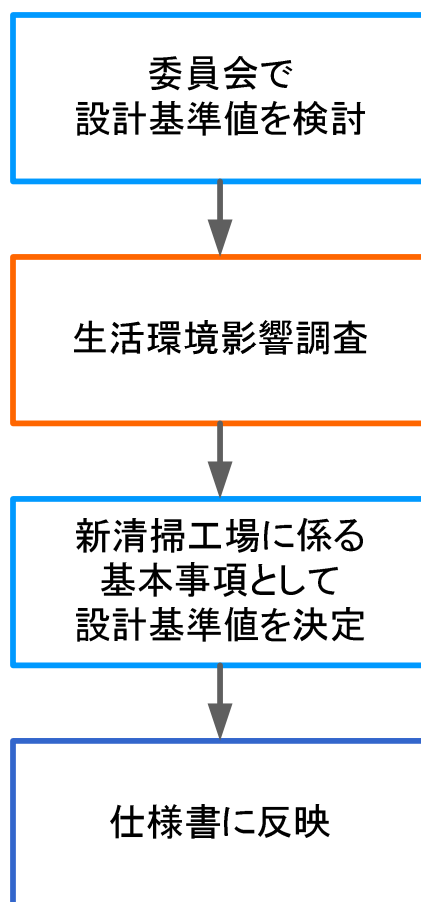 委員会で
設計基準値を検討
生活環境影響調査
新清掃工場に係る
基本事項として
設計基準値を決定
仕様書に反映